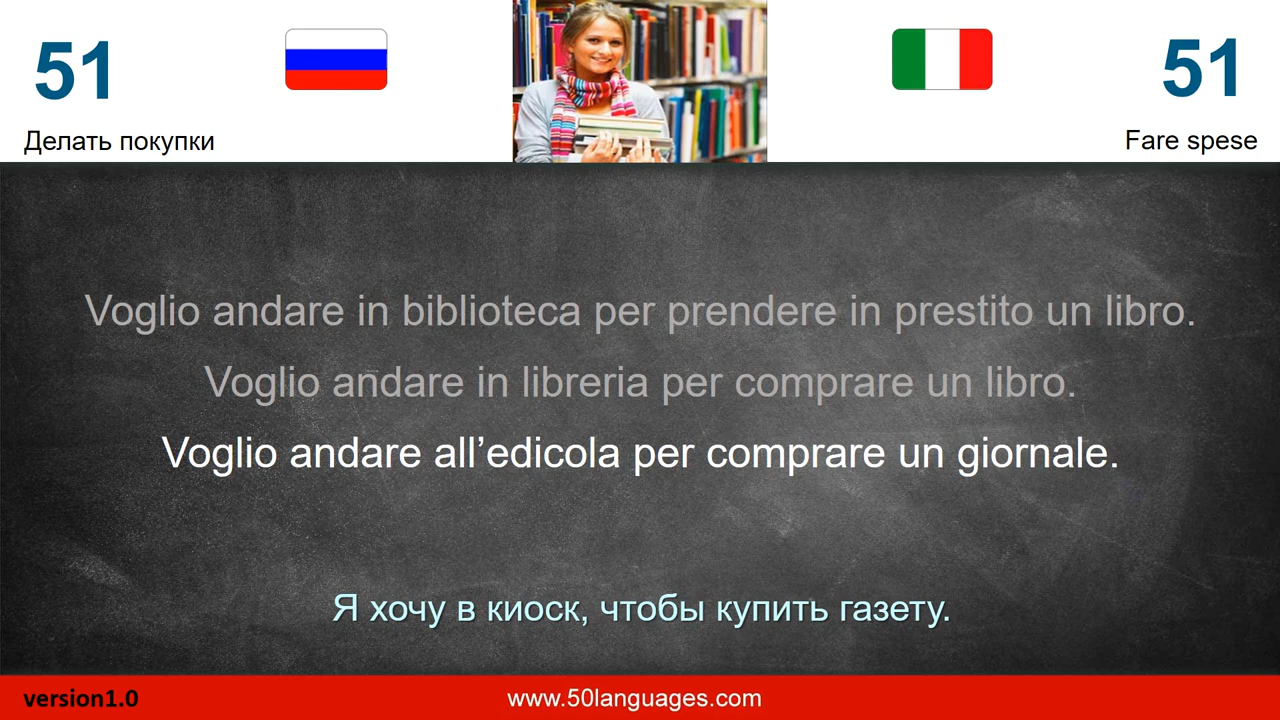 51
51
Делать покупки
Fare spese
Voglio andare in biblioteca per prendere in prestito un libro.
Voglio andare in libreria per comprare un libro.
Voglio andare all’edicola per comprare un giornale.
Я хочу в киоск, чтобы купить газету.
version1.0
www.50languages.com